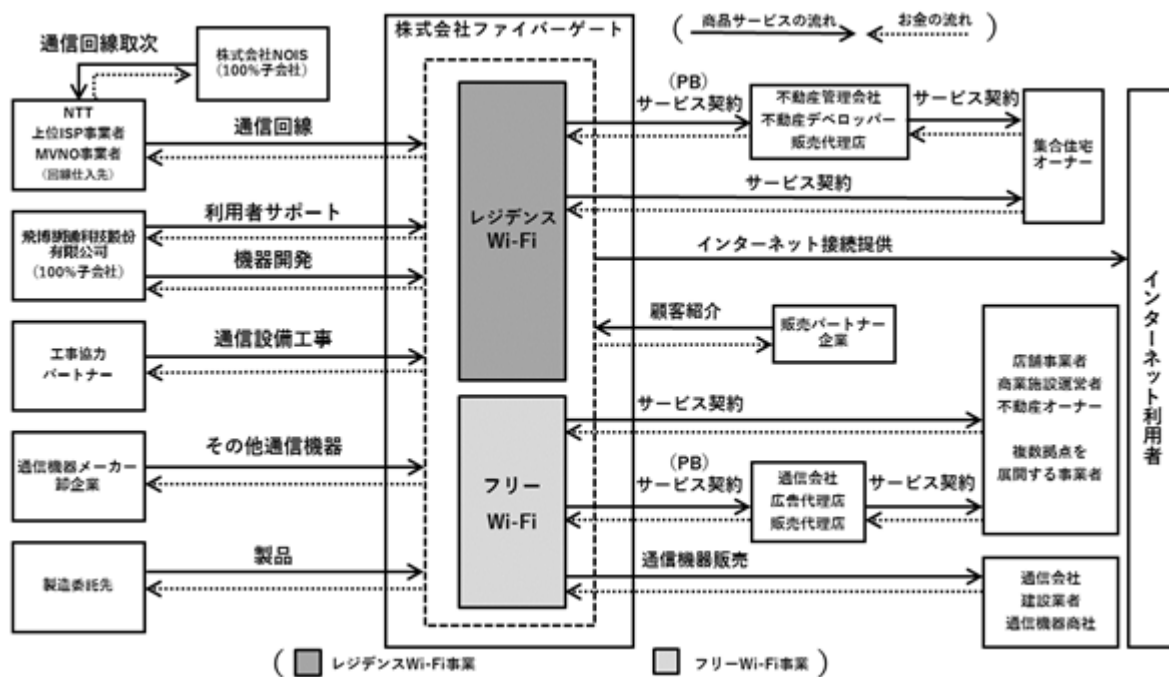 株式会社ファイバーゲート
( 商品サービスの流れ お金の流れ )
通信回線取次
株式会社NOIS
(100%子会社)
NTT
上位ISP事業者
MVNO事業者
(回線仕入先)
通信回線
利用者サポート
有限公司
(100%子会社)
機器開発
工事協力
パートナー
通信設備工事
通信機器メーカー
卸企業
その他通信機器
製造委託先
製品
レジデンス
Wi-Fi
フリー
Wi-Fi
(PB)
サービス契約
不動産管理会社
不動産デベロッパー
販売代理店
サービス契約
集合住宅
オーナー
サービス契約
インターネット接続提供
顧客紹介
販売パートナー
企業
サービス契約
店舗事業者
商業施設運営者
不動産オーナー
複数拠点を
展開する事業者
(PB)
サービス契約
通信会社
広告代理店
販売代理店
サービス契約
通信機器販売
通信会社
建設業者
通信機器商社
インターネット利用者
( レジデンスWi-Fi事業 フリーWi-Fi事業 )